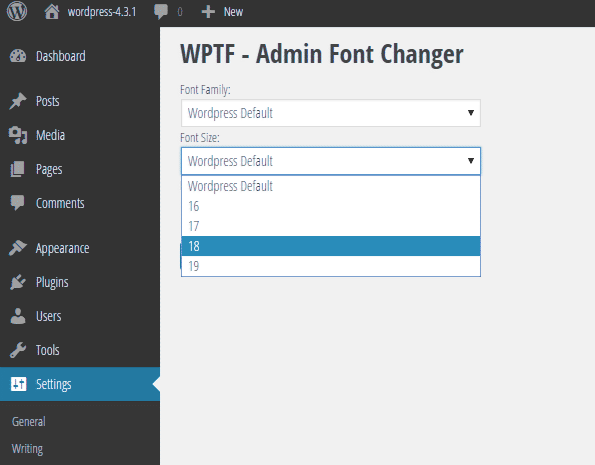 wordpress-4.3.1 0 New
Dashboard
Posts
Media
Pages
Comments
Appearance
Plugins
Users
Tools
Settings
General
Writing
WPTF - Admin Font Changer
Font Family:
Wordpress Default
Font Size:
Wordpress Default
Wordpress Default
16
17
18
19